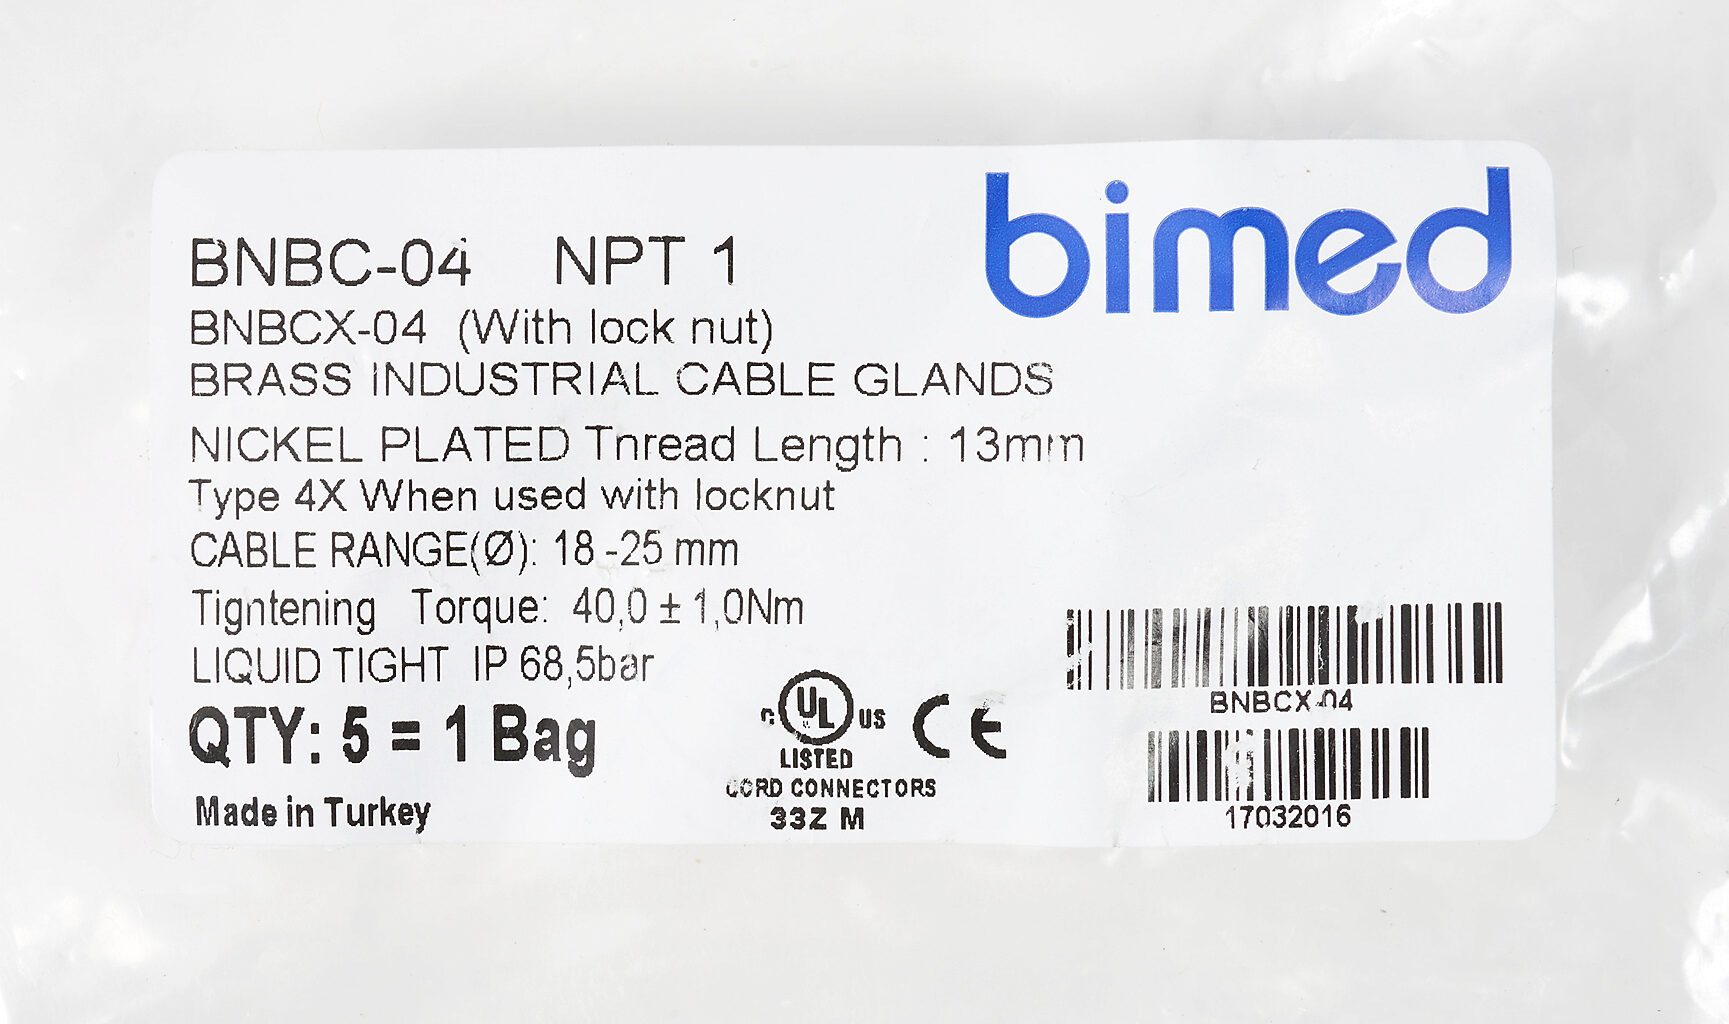 bimed
BNBC-04 NPT 1
BNBCX-04 (With lock nut)
BRASS INDUSTRIAL CABLE GLANDS
NICKEL PLATED Thread Length : 13mm
Type 4X When used with locknut
CABLE RANGE(Ø): 18-25 mm
Tightening Torque: 40,0 ± 1,0Nm
LIQUID TIGHT IP 68,5bar
QTY: 5 = 1 Bag
Made in Turkey
c UL US
LISTED
CORD CONNECTORS
33Z M
CE
BNBCX-04
17032016